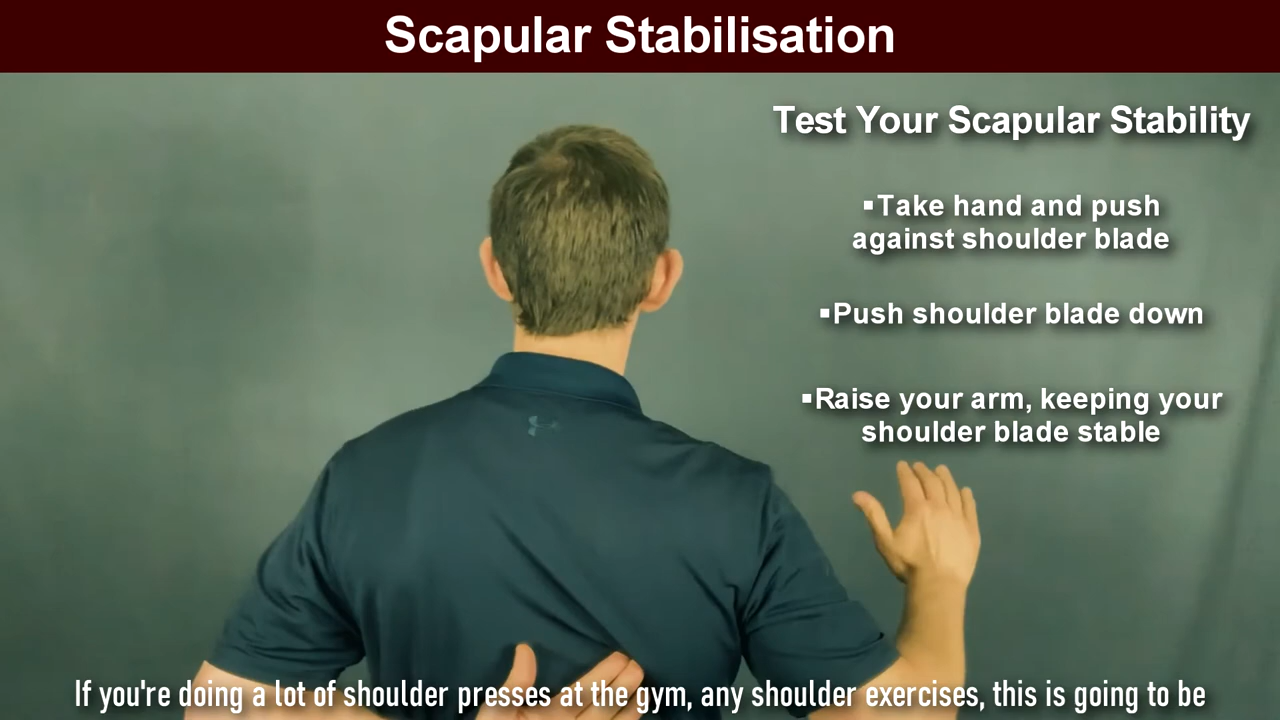 Scapular Stabilisation
Test Your Scapular Stability
▪Take hand and push
against shoulder blade
▪Push shoulder blade down
▪Raise your arm, keeping your
shoulder blade stable
If you're doing a lot of shoulder presses at the gym, any shoulder exercises, this is going to be